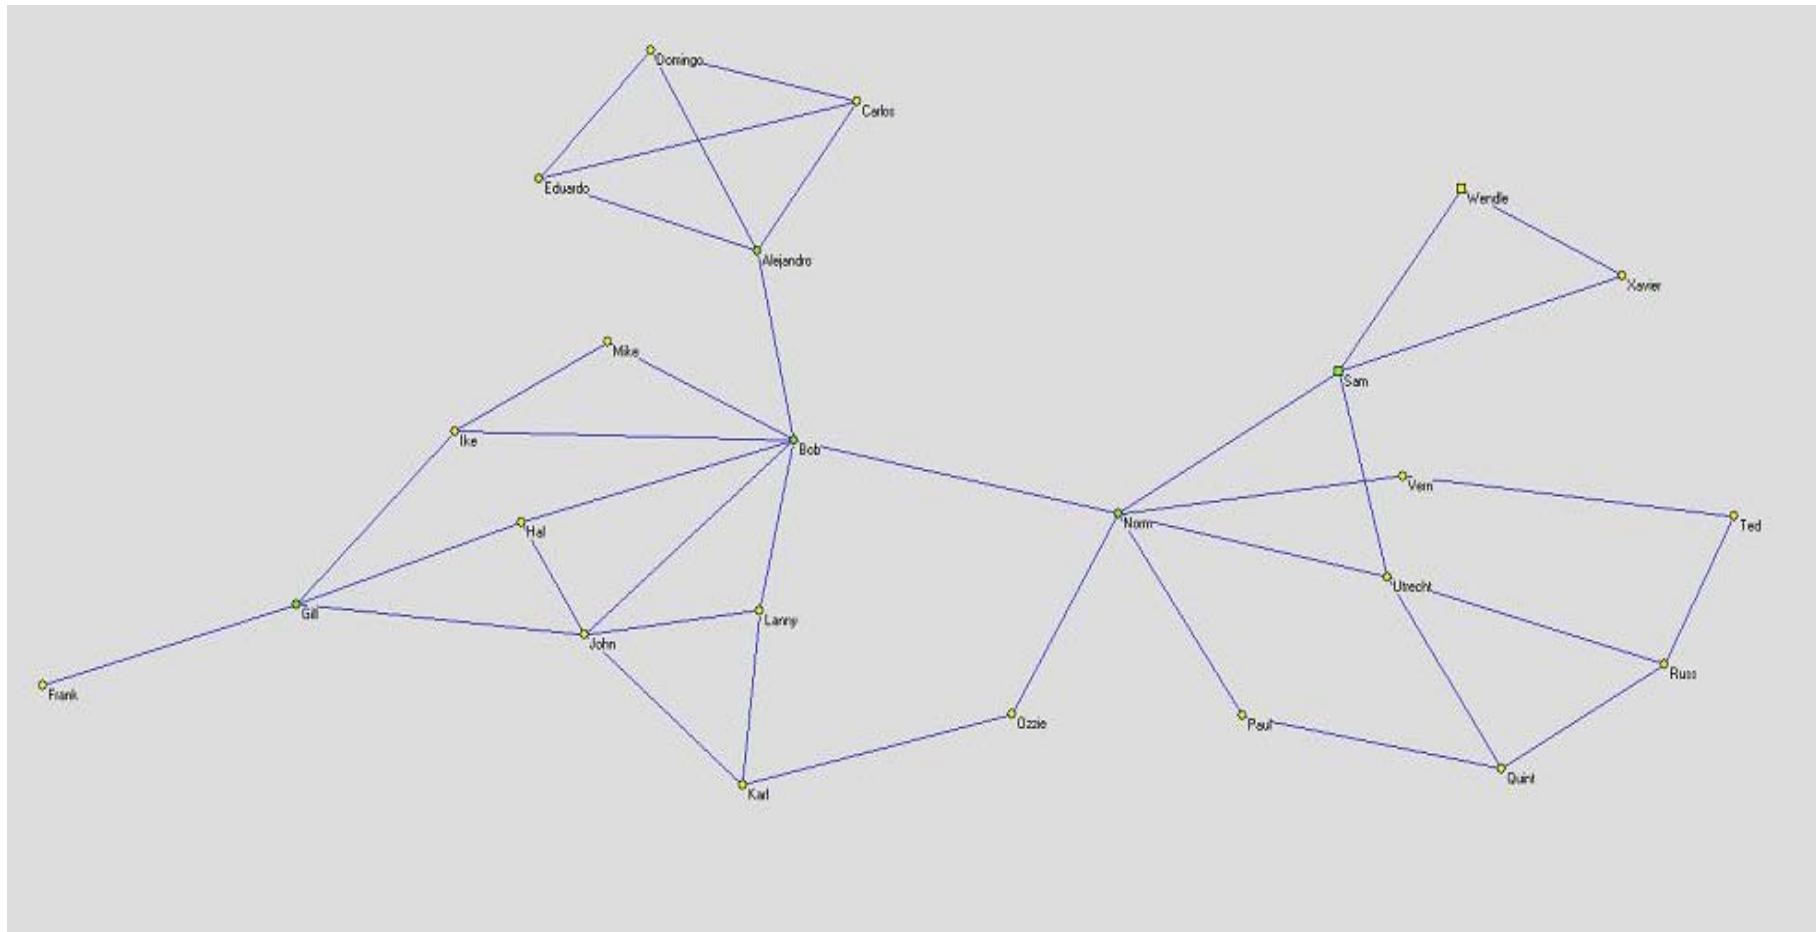 Domingo
Carlos
Eduardo
Wendle
Alejandro
Xavier
Mike
Sam
Ike
Bob
Vern
Norm
Ted
Hal
Utrecht
Gill
Lanny
John
Russ
Frank
Ozzie
Paul
Quint
Karl